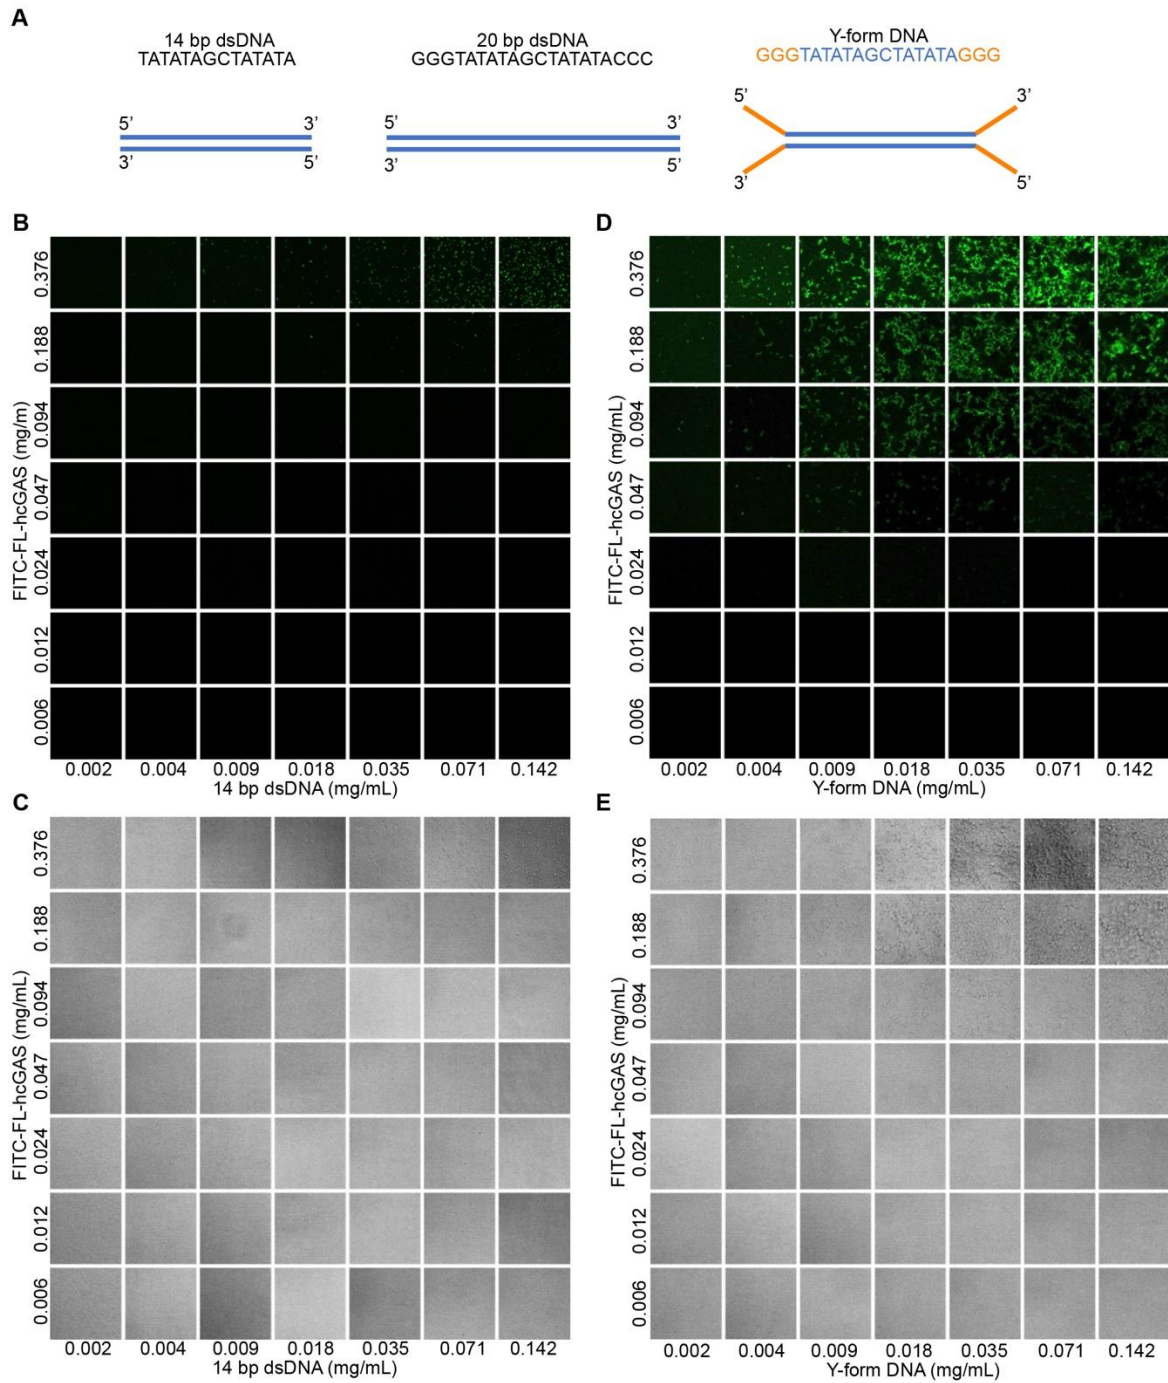 A
14 bp dsDNA
TATATAGCTATATA
20 bp dsDNA
GGGTATATAGCTATATACCC
Y-form DNA
GGGTATATAGCTATATAGGG
5’ 3’
3’ 5’
5’ 3’
3’ 5’
5’ 3’
3’ 5’
B
FITC-FL-hcGAS (mg/m)
0.376
0.188
0.094
0.047
0.024
0.012
0.006
0.002 0.004 0.009 0.018 0.035 0.071 0.142
14 bp dsDNA (mg/mL)
D
FITC-FL-hcGAS (mg/mL)
0.376
0.188
0.094
0.047
0.024
0.012
0.006
0.002 0.004 0.009 0.018 0.035 0.071 0.142
Y-form DNA (mg/mL)
C
FITC-FL-hcGAS (mg/mL)
0.376
0.188
0.094
0.047
0.024
0.012
0.006
0.002 0.004 0.009 0.018 0.035 0.071 0.142
14 bp dsDNA (mg/mL)
E
FITC-FL-hcGAS (mg/mL)
0.376
0.188
0.094
0.047
0.024
0.012
0.006
0.002 0.004 0.009 0.018 0.035 0.071 0.142
Y-form DNA (mg/mL)